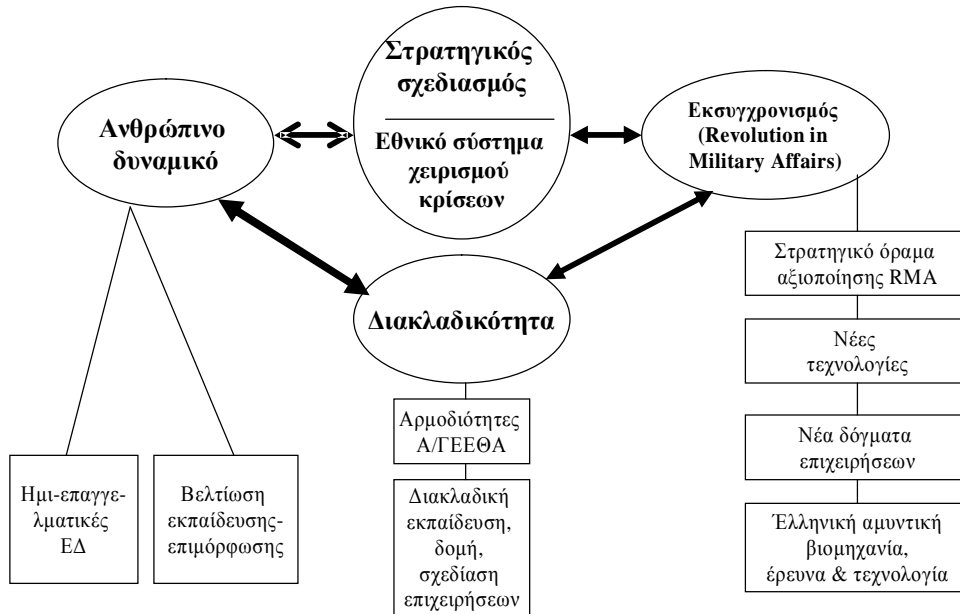 Στρατηγικός
σχεδιασμός
Εθνικό σύστημα
χειρισμού
κρίσεων
Ανθρώπινο
δυναμικό
Εκσυγχρονισμός
(Revolution in
Military Affairs)
Διακλαδικότητα
Ημι-επαγγε-
λματικές
ΕΔ
Βελτίωση
εκπαίδευσης-
επιμόρφωσης
Αρμοδιότητες
Α/ΓΕΕΘΑ
Διακλαδική
εκπαίδευση,
δομή,
σχεδίαση
επιχειρήσεων
Στρατηγικό όραμα
αξιοποίησης RMA
Νέες
τεχνολογίες
Νέα δόγματα
επιχειρήσεων
Έλληνική αμυντική
βιομηχανία,
έρευνα & τεχνολογία